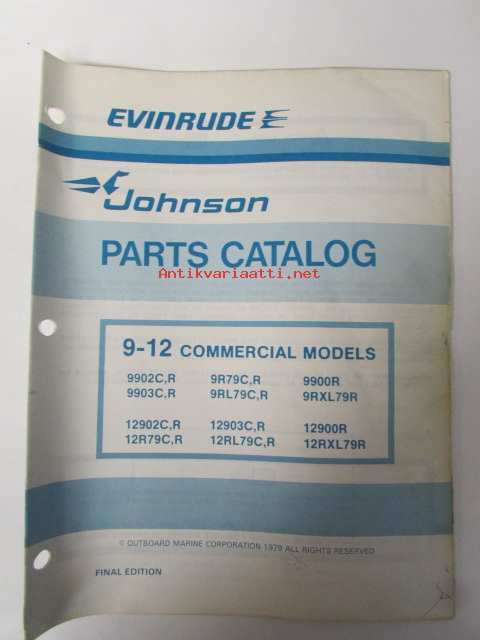 EVINRUDE
Johnson
PARTS CATALOG
Antikvariaatti.net
9-12 COMMERCIAL MODELS
9902C,R 9R79C,R 9900R
9903C,R 9RL79C,R 9RXL79R
12902C,R 12903C,R 12900R
12R79C,R 12RL79C,R 12RXL79R
© OUTBOARD MARINE CORPORATION 1979 ALL RIGHTS RESERVED
FINAL EDITION